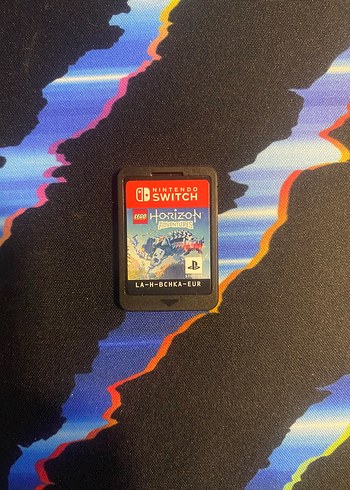 NINTENDO
SWITCH
LEGO HORIZON
ADVENTURES
LA-H-BCHKA-EUR